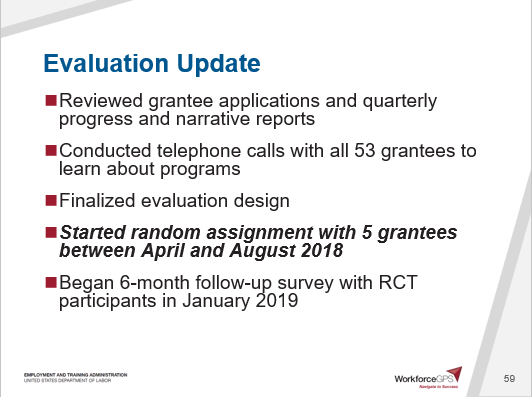 Evaluation Update
Reviewed grantee applications and quarterly
progress and narrative reports
Conducted telephone calls with all 53 grantees to
learn about programs
Finalized evaluation design
Started random assignment with 5 grantees
between April and August 2018
Began 6-month follow-up survey with RCT
participants in January 2019
EMPLOYMENT AND TRAINING ADMINISTRATION
UNITED STATES DEPARTMENT OF LABOR
WorkforceGPS
Navigate to Success
59